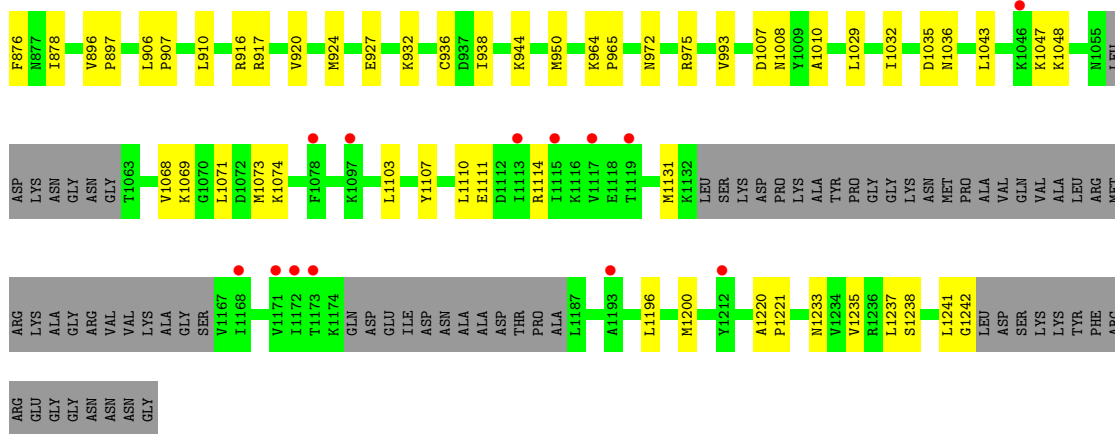 F876 N877 I878 V896 P897 L906 P907 L910 R916 R917 V920 M924 E927 K932 C936 D937 I938 K944 M950 K964 P965 N972 R975 V993 D1007 N1008 Y1009 A1010 L1029 I1032 D1035 N1036 L1043 K1046 K1047 K1048 N1055 LEU
ASP LYS ASN GLY ASN GLY T1063 V1068 K1069 G1070 L1071 D1072 M1073 K1074 F1078 K1097 L1103 Y1107 L1110 E1111 D1112 I1113 R1114 I1115 K1116 V1117 E1118 T1119 M1131 K1132 LEU SER LYS ASP PRO LYS ALA TYR PRO GLY GLY LYS ASN MET PRO ALA VAL GLN VAL ALA LEU ARG MET
ARG LYS ALA GLY ARG VAL VAL LYS ALA GLY SER V1167 I1168 V1171 I1172 T1173 K1174 GLN ASP GLU ILE ASP ASN ALA ALA ASP THR PRO ALA L1187 A1193 L1196 M1200 Y1212 A1220 P1221 N1233 V1234 V1235 R1236 L1237 S1238 L1241 G1242 LEU ASP SER LYS LYS TYR PHE ARG
ARG GLU GLY GLY ASN ASN ASN GLY